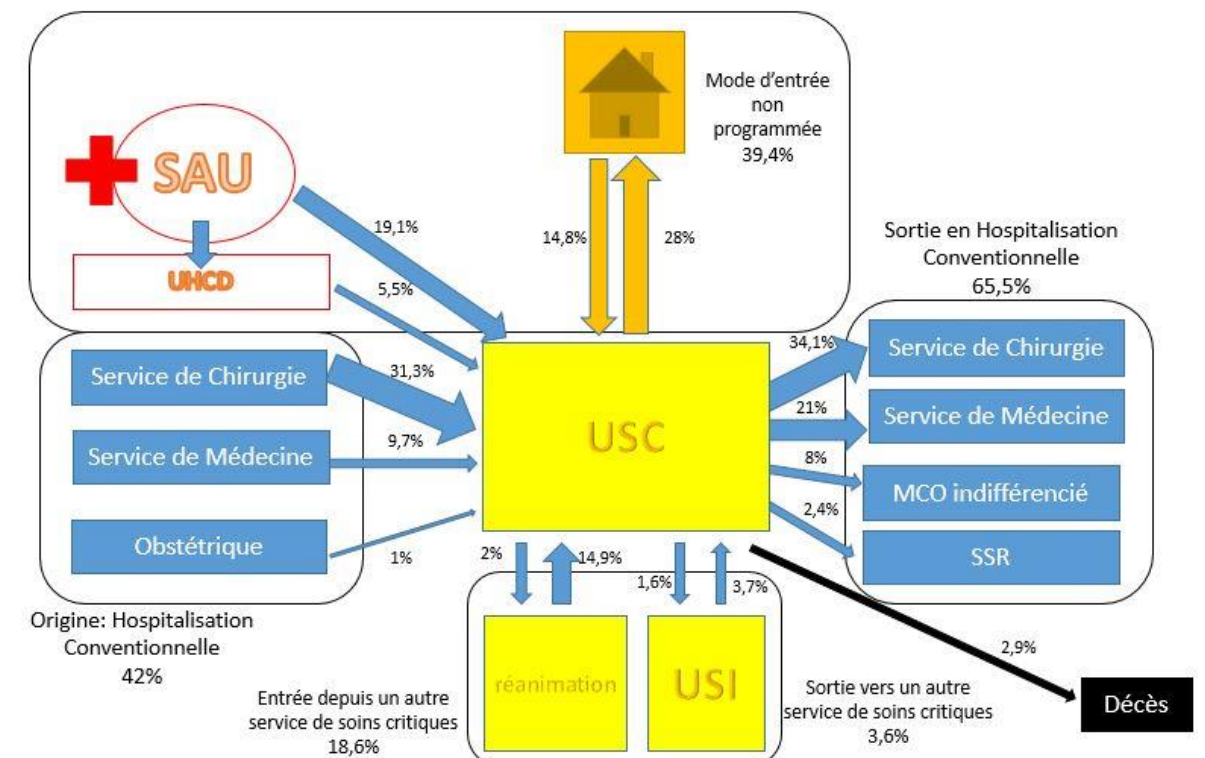 Mode d'entrée
non
programmée
39,4%
SAU
19,1%
14,8%
28%
UHCD
5,5%
Sortie en Hospitalisation
Conventionnelle
65,5%
Service de Chirurgie
31,3%
Service de Médecine
9,7%
Obstétrique
1%
Origine: Hospitalisation
Conventionnelle
42%
USC
34,1%
Service de Chirurgie
21%
Service de Médecine
8%
MCO indifférencié
2,4%
SSR
2%
14,9%
1,6%
3,7%
réanimation
USI
Entrée depuis un autre
service de soins critiques
18,6%
Sortie vers un autre
service de soins critiques
3,6%
2,9%
Décès